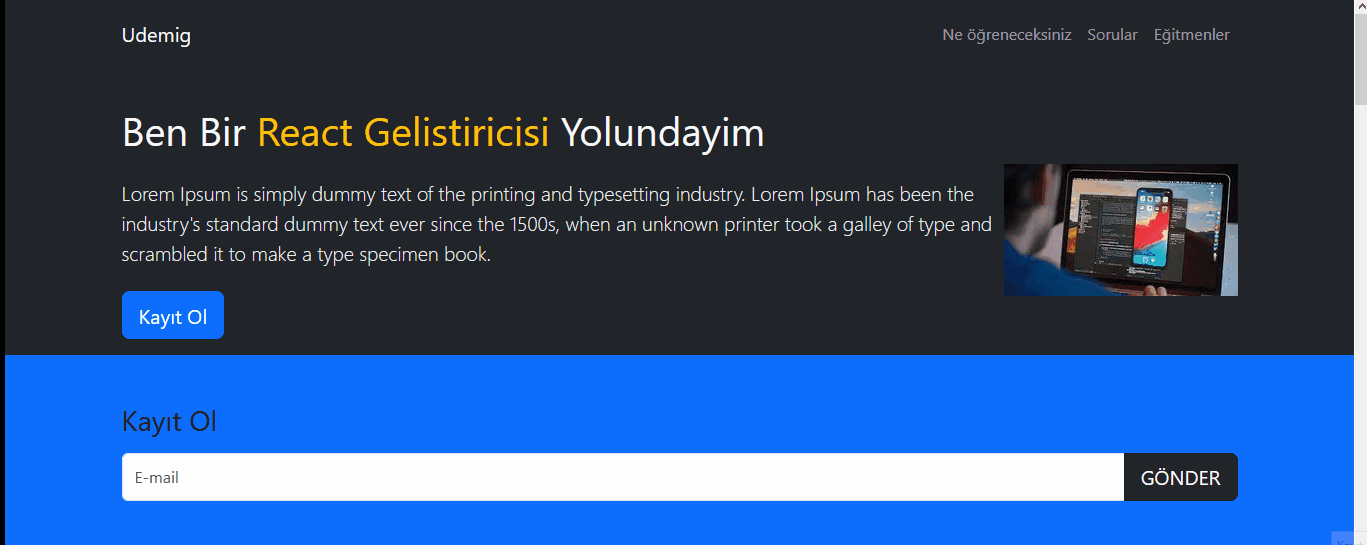 Udemig
Ne öğreneceksiniz Sorular Eğitmenler
Ben Bir React Gelistiricisi Yolundayim
Lorem Ipsum is simply dummy text of the printing and typesetting industry. Lorem Ipsum has been the
industry's standard dummy text ever since the 1500s, when an unknown printer took a galley of type and
scrambled it to make a type specimen book.
Kayıt Ol
Kayıt Ol
E-mail
GÖNDER